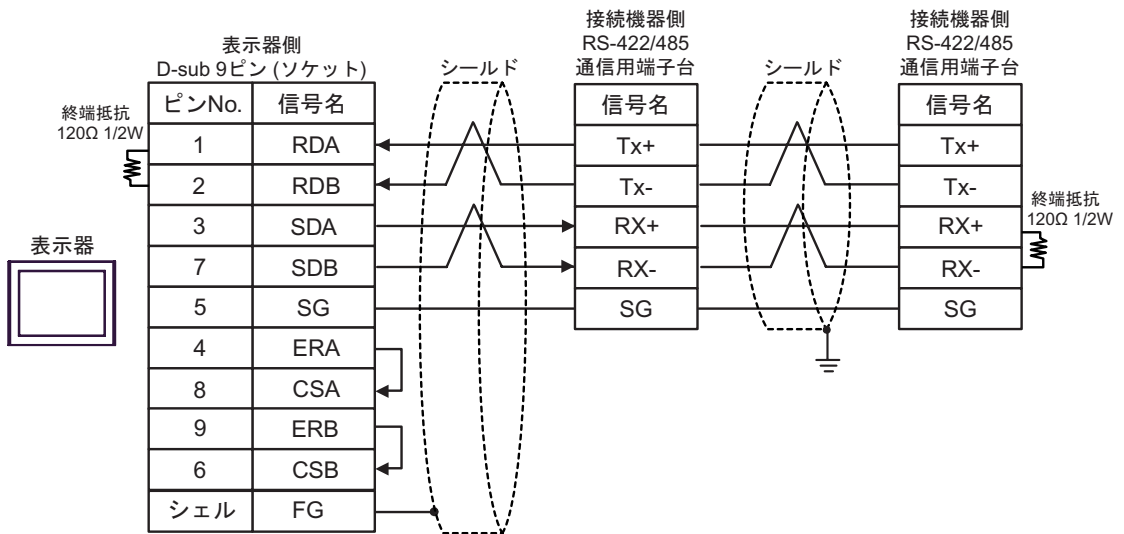 表示器側
D-sub 9ピン (ソケット)
シールド
接続機器側
RS-422/485
通信用端子台
シールド
接続機器側
RS-422/485
通信用端子台
終端抵抗
120Ω 1/2W
ピンNo. 信号名
1 RDA
2 RDB
3 SDA
7 SDB
5 SG
4 ERA
8 CSA
9 ERB
6 CSB
シェル FG
表示器
信号名
Tx+
Tx-
RX+
RX-
SG
信号名
Tx+
Tx-
RX+
RX-
SG
終端抵抗
120Ω 1/2W